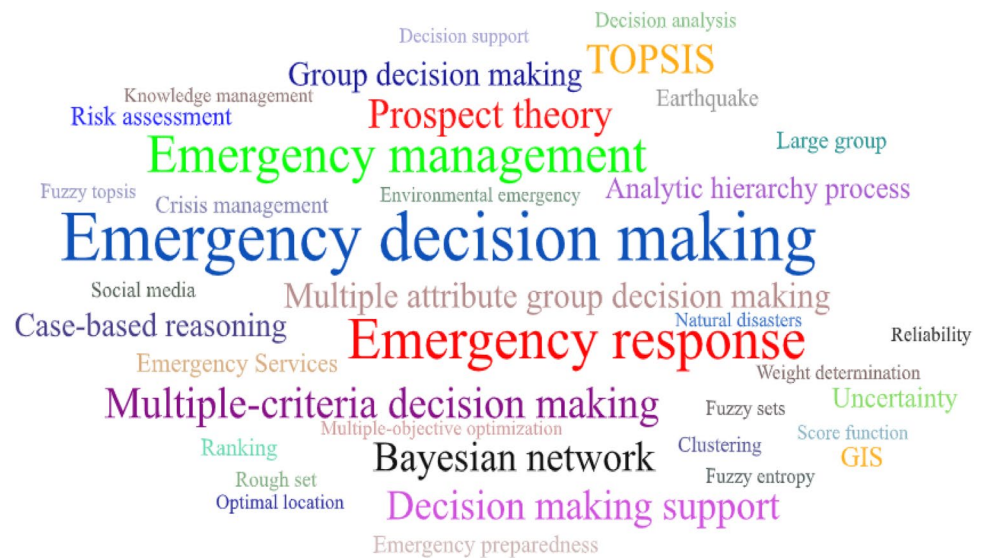 Decision analysis
Decision support
TOPSIS
Group decision making
Knowledge management
Earthquake
Risk assessment
Prospect theory
Large group
Emergency management
Fuzzy topsis
Environmental emergency
Analytic hierarchy process
Crisis management
Emergency decision making
Social media
Multiple attribute group decision making
Natural disasters
Case-based reasoning
Emergency response
Reliability
Emergency Services
Weight determination
Multiple-criteria decision making
Fuzzy sets
Uncertainty
Multiple-objective optimization
Score function
Ranking
Bayesian network
Clustering
GIS
Rough set
Fuzzy entropy
Optimal location
Decision making support
Emergency preparedness